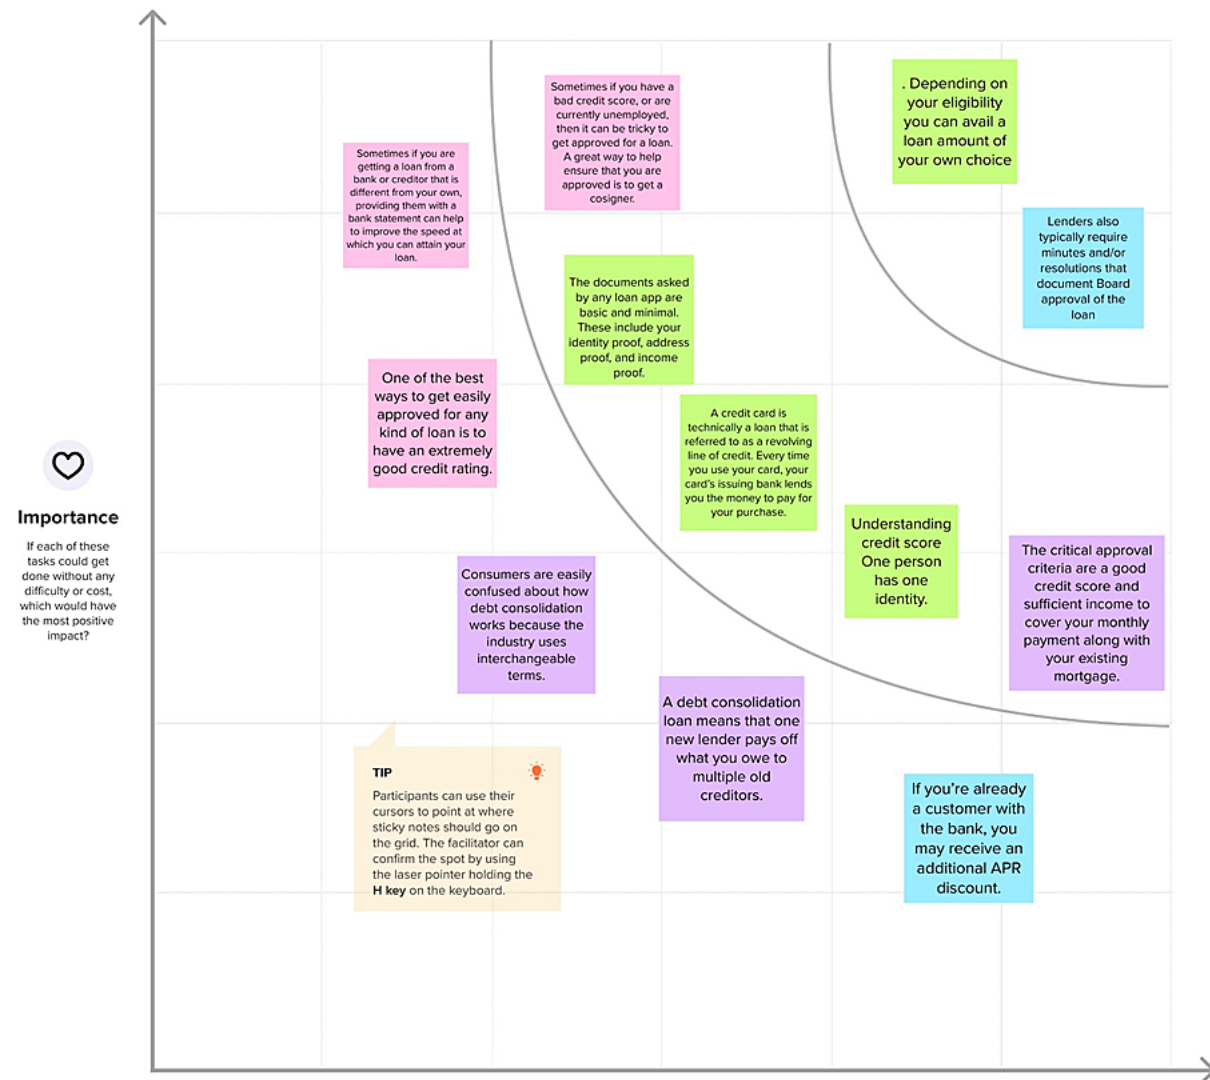 Sometimes if you have a
bad credit score, or are
currently unemployed,
then it can be tricky to
get approved for a loan.
A great way to help
ensure that you are
approved is to get a
cosigner.
. Depending on
your eligibility
you can avail a
loan amount of
your own choice
Sometimes if you are
getting a loan from a
bank or creditor that is
different from your own,
providing them with a
bank statement can help
to improve the speed at
which you can attain your
loan.
Lenders also
typically require
minutes and/or
resolutions that
document Board
approval of the
loan
The documents asked
by any loan app are
basic and minimal.
These include your
identity proof, address
proof, and income
proof.
One of the best
ways to get easily
approved for any
kind of loan is to
have an extremely
good credit rating.
A credit card is
technically a loan that is
referred to as a revolving
line of credit. Every time
you use your card, your
card's issuing bank lends
you the money to pay for
your purchase.
Importance
If each of these
tasks could get
done without any
difficulty or cost,
which would have
the most positive
impact?
Understanding
credit score
One person
has one
identity.
The critical approval
criteria are a good
credit score and
sufficient income to
cover your monthly
payment along with
your existing
mortgage.
Consumers are easily
confused about how
debt consolidation
works because the
industry uses
interchangeable
terms.
A debt consolidation
loan means that one
new lender pays off
what you owe to
multiple old
creditors.
TIP
Participants can use their
cursors to point at where
sticky notes should go on
the grid. The facilitator can
confirm the spot by using
the laser pointer holding the
H key on the keyboard.
If you're already
a customer with
the bank, you
may receive an
additional APR
discount.